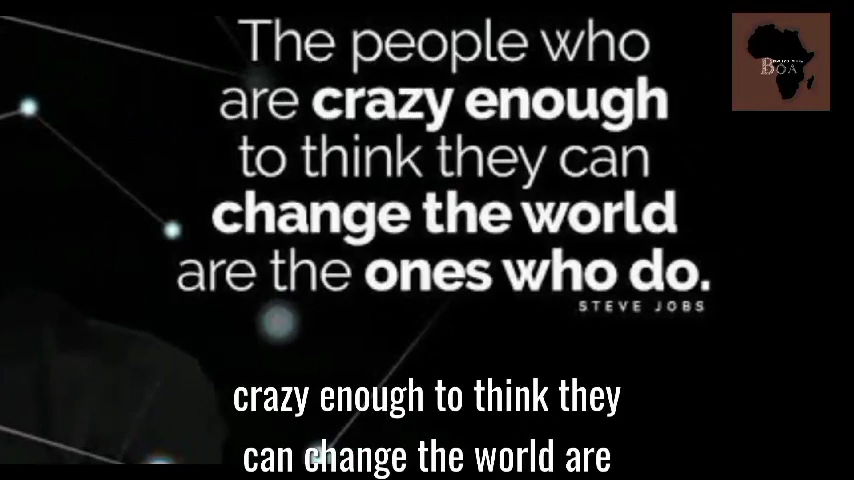 The people who
are crazy enough
to think they can
change the world
are the ones who do.
STEVE JOBS
BOA
crazy enough to think they
can change the world are